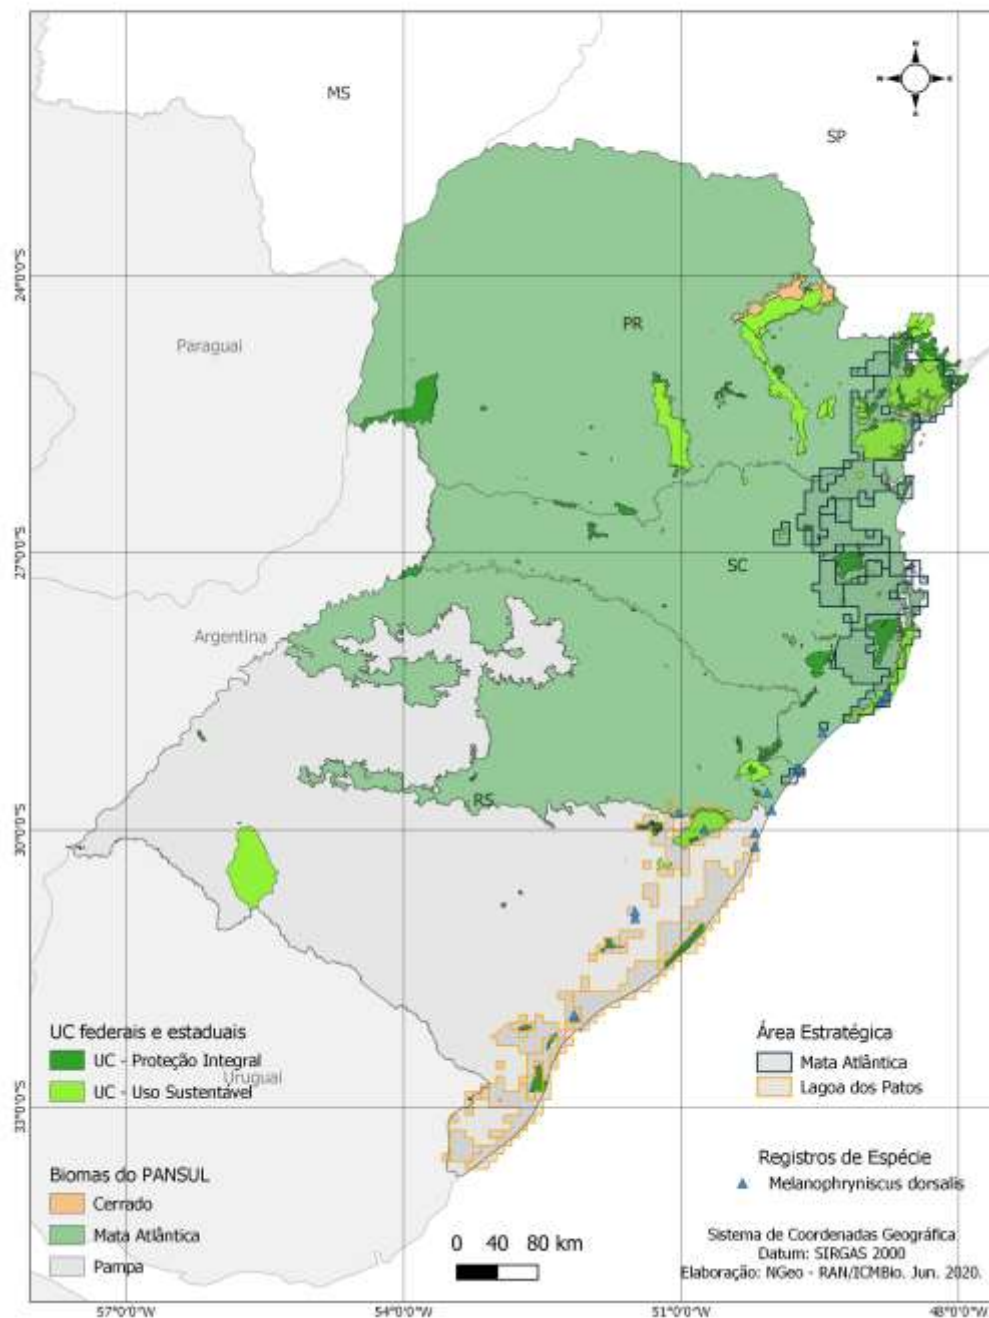 MS
SP
24°0'0"S
PR
Paraguai
27°0'0"S
SC
Argentina
RS
30°0'0"S
UC federais e estaduais
UC - Proteção Integral
UC - Uso Sustentável
Uruguai
Área Estratégica
Mata Atlântica
Lagoa dos Patos
33°0'0"S
Biomas do PANSUL
Cerrado
Mata Atlântica
Pampa
Registros de Espécie
Melanophryniscus dorsalis
0 40 80 km
Sistema de Coordenadas Geográfica
Datum: SIRGAS 2000
Elaboração: NGeo - RAN/ICMBio. Jun. 2020.
57°0'0"W 54°0'0"W 51°0'0"W 48°0'0"W